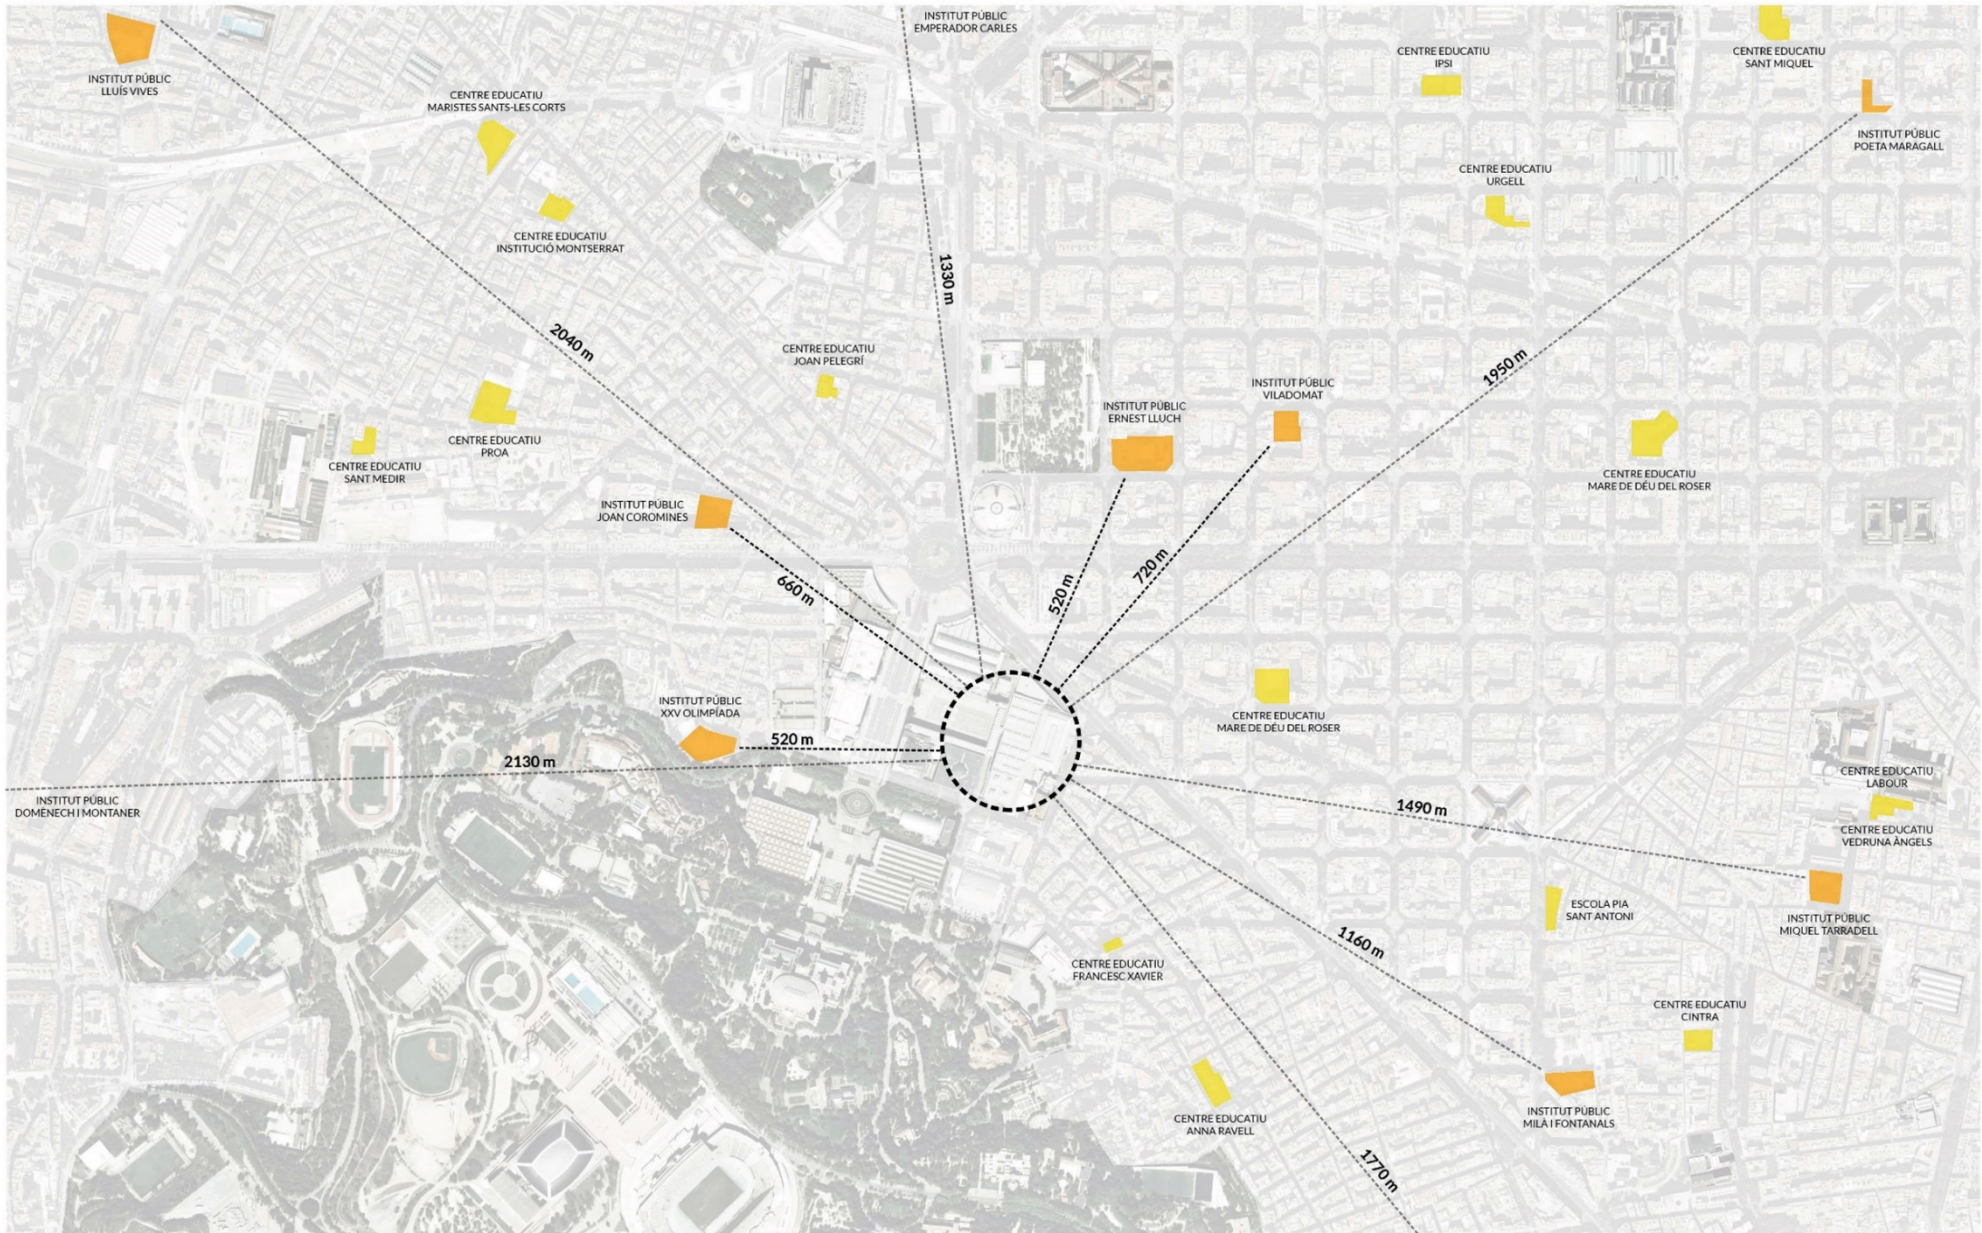 INSTITUT PÚBLIC
EMPERADOR CARLES
CENTRE EDUCATIU
IPSI
CENTRE EDUCATIU
SANT MIQUEL
INSTITUT PÚBLIC
LLUÍS VIVES
CENTRE EDUCATIU
MARISTES SANTS-LES CORTS
INSTITUT PÚBLIC
POETA MARAGALL
CENTRE EDUCATIU
URGELL
CENTRE EDUCATIU
INSTITUCIÓ MONTSERRAT
1330 m
2040 m
CENTRE EDUCATIU
JOAN PELEGRÍ
1950 m
INSTITUT PÚBLIC
VILADOMAT
INSTITUT PÚBLIC
ERNEST LLUCH
CENTRE EDUCATIU
PROA
CENTRE EDUCATIU
SANT MEDIR
CENTRE EDUCATIU
MARE DE DÉU DEL ROSER
INSTITUT PÚBLIC
JOAN COROMINES
660 m
520 m
720 m
INSTITUT PÚBLIC
XXV OLIMPÍADA
CENTRE EDUCATIU
MARE DE DÉU DEL ROSER
520 m
2130 m
CENTRE EDUCATIU
LABOUR
INSTITUT PÚBLIC
DOMÈNECH I MONTANER
1490 m
CENTRE EDUCATIU
VEDRUNA ÀNGELS
ESCOLA PIA
SANT ANTONI
INSTITUT PÚBLIC
MIQUEL TARRADELL
1160 m
CENTRE EDUCATIU
FRANCESC XAVIER
CENTRE EDUCATIU
CINTRA
CENTRE EDUCATIU
ANNA RAVELL
INSTITUT PÚBLIC
MILÀ I FONTANALS
1770 m